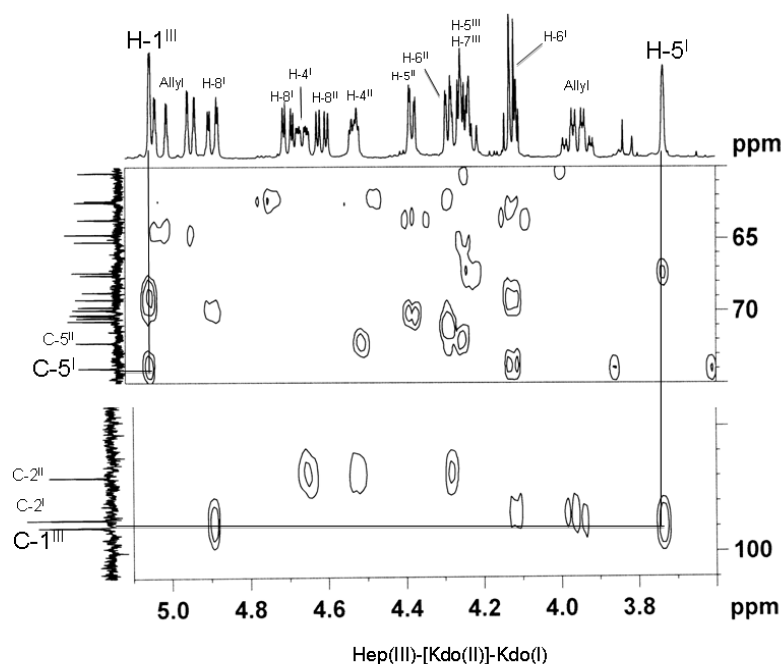 H-1ᴵᴵᴵ
Allyl
H-8ᴵ
H-8ᴵ
H-4ᴵ
H-8ᴵᴵ
H-4ᴵᴵ
H-5ᴵᴵ
H-6ᴵᴵ
H-5ᴵᴵᴵ
H-7ᴵᴵᴵ
H-6ᴵ
Allyl
H-5ᴵ
ppm
65
70
C-5ᴵᴵ
C-5ᴵ
C-2ᴵᴵ
C-2ᴵ
C-1ᴵᴵᴵ
100
5.0 4.8 4.6 4.4 4.2 4.0 3.8 ppm
Hep(III)-[Kdo(II)]-Kdo(I)